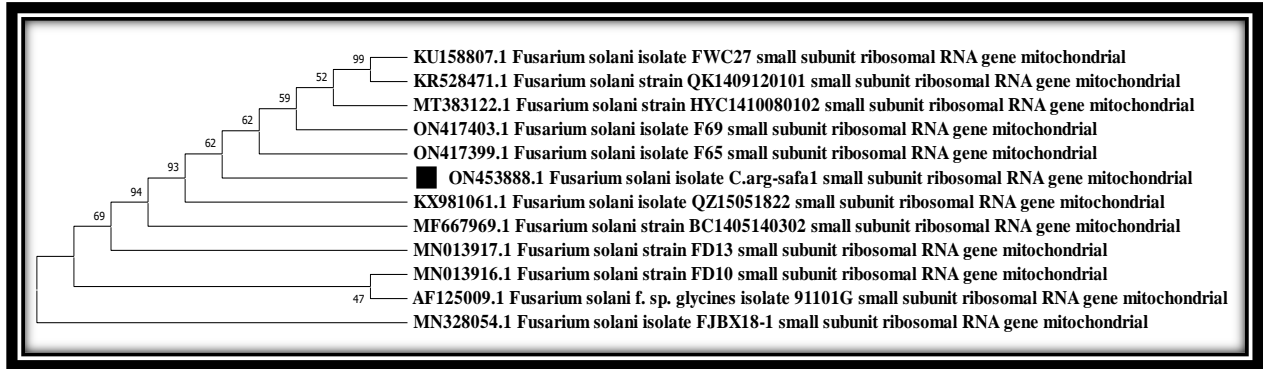 99
KU158807.1 Fusarium solani isolate FWC27 small subunit ribosomal RNA gene mitochondrial
52
KR528471.1 Fusarium solani strain QK1409120101 small subunit ribosomal RNA gene mitochondrial
59
MT383122.1 Fusarium solani strain HYC1410080102 small subunit ribosomal RNA gene mitochondrial
62
ON417403.1 Fusarium solani isolate F69 small subunit ribosomal RNA gene mitochondrial
62
ON417399.1 Fusarium solani isolate F65 small subunit ribosomal RNA gene mitochondrial
93
ON453888.1 Fusarium solani isolate C.arg-safa1 small subunit ribosomal RNA gene mitochondrial
94
KX981061.1 Fusarium solani isolate QZ15051822 small subunit ribosomal RNA gene mitochondrial
69
MF667969.1 Fusarium solani strain BC1405140302 small subunit ribosomal RNA gene mitochondrial
MN013917.1 Fusarium solani strain FD13 small subunit ribosomal RNA gene mitochondrial
MN013916.1 Fusarium solani strain FD10 small subunit ribosomal RNA gene mitochondrial
47
AF125009.1 Fusarium solani f. sp. glycines isolate 91101G small subunit ribosomal RNA gene mitochondrial
MN328054.1 Fusarium solani isolate FJBX18-1 small subunit ribosomal RNA gene mitochondrial